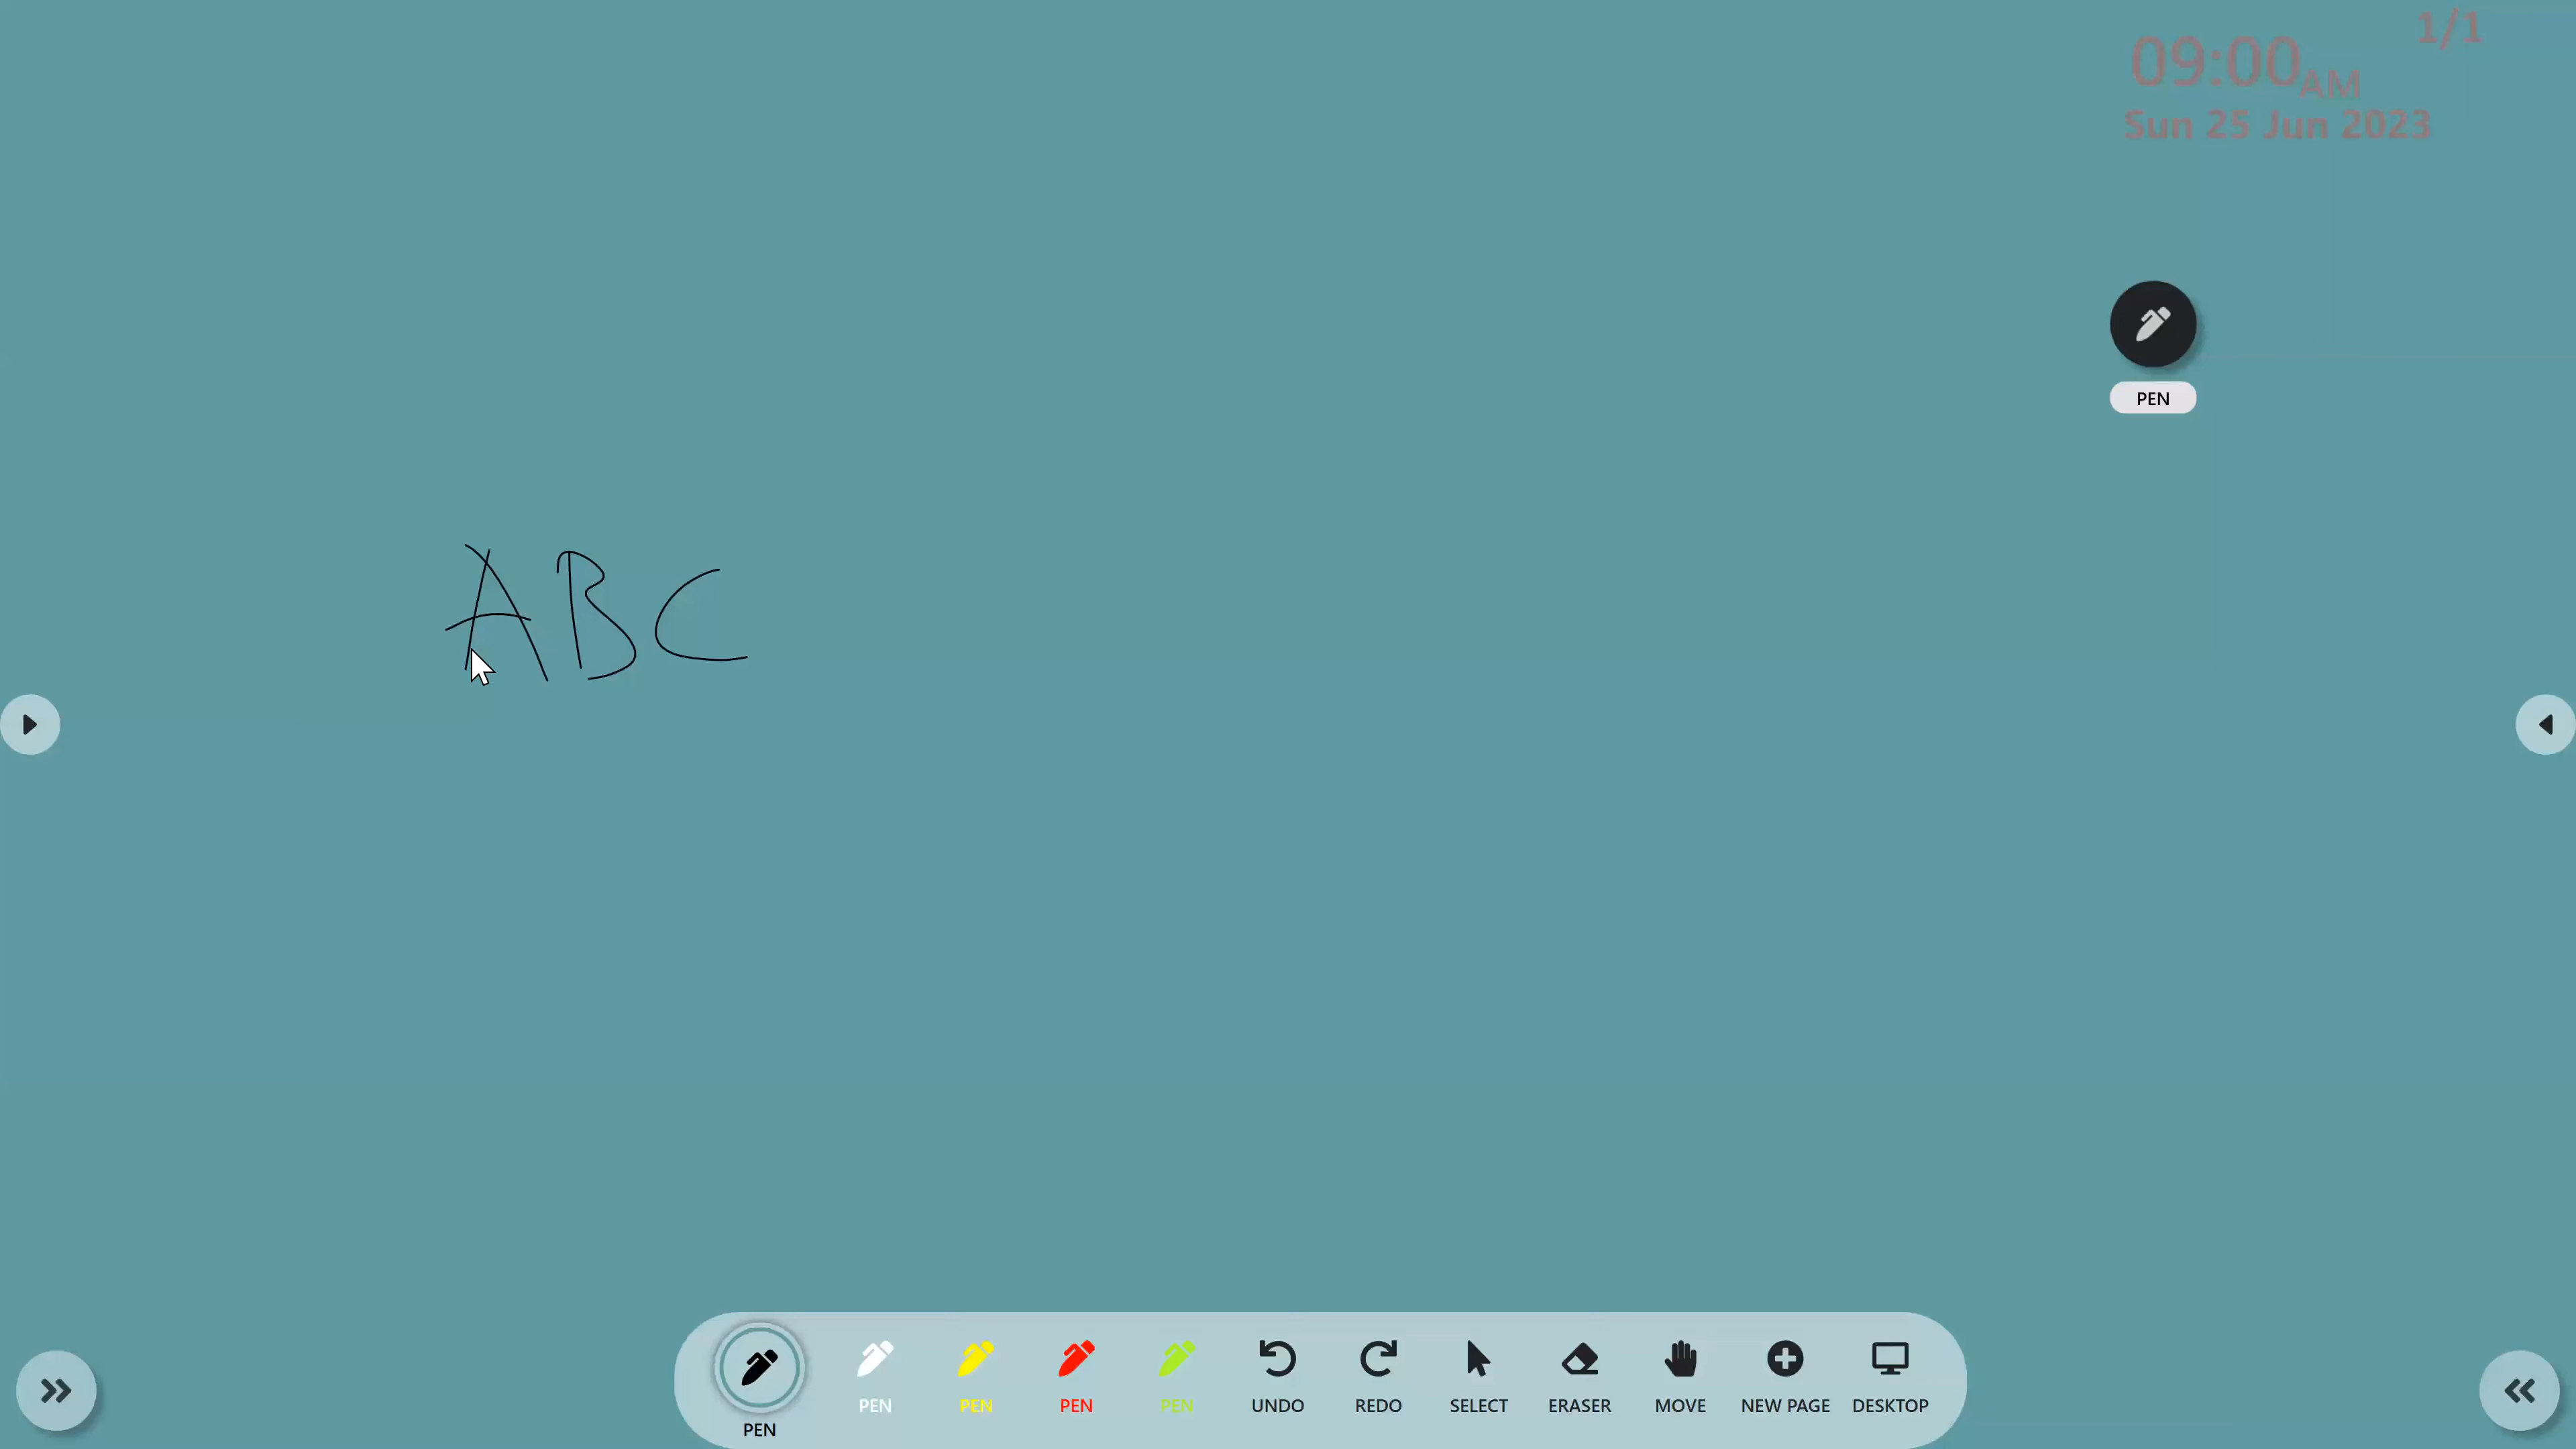 1/1
09:00AM
Sun 25 Jun 2023
PEN
ABC
PEN PEN PEN PEN PEN UNDO REDO SELECT ERASER MOVE NEW PAGE DESKTOP